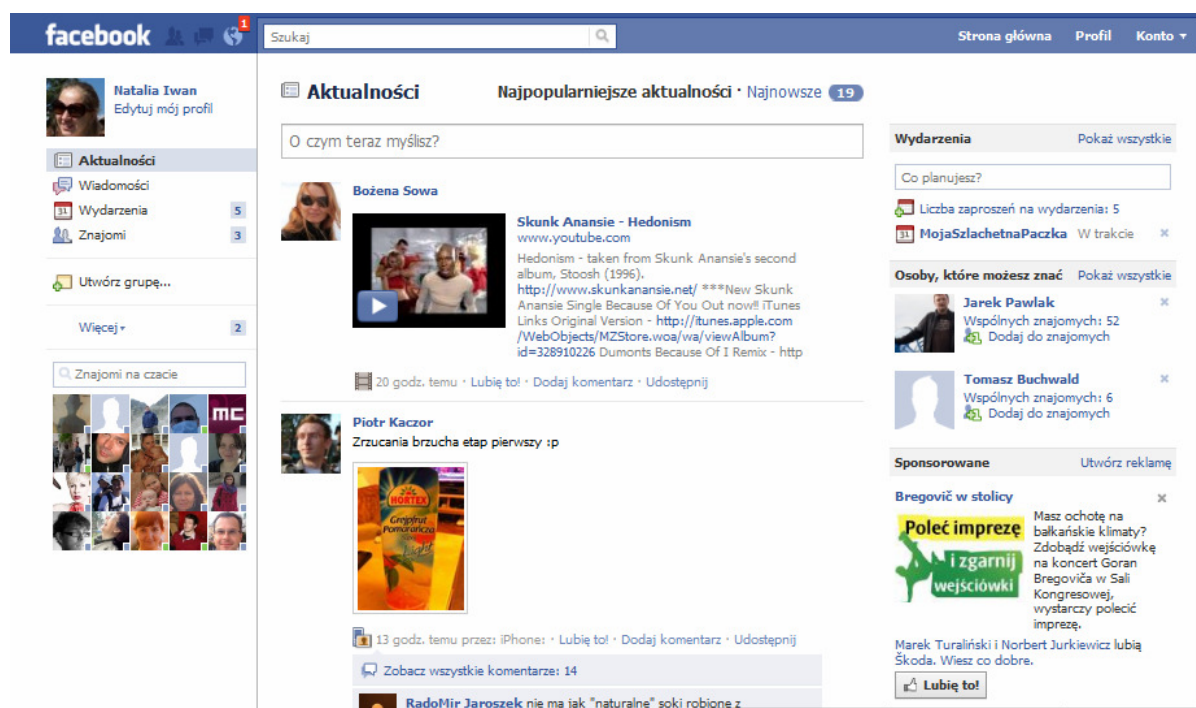 facebook
1
Szukaj
Strona główna Profil Konto
Natalia Iwan
Edytuj mój profil
Aktualności
Wiadomości
31 Wydarzenia 5
Znajomi 3
Utwórz grupę...
Więcej 2
Znajomi na czacie
mc
Aktualności Najpopularniejsze aktualności · Najnowsze 19
O czym teraz myślisz?
Bożena Sowa
Skunk Anansie - Hedonism
www.youtube.com
Hedonism - taken from Skunk Anansie's second
album, Stoosh (1996).
http://www.skunkanansie.net/ ***New Skunk
Anansie Single Because Of You Out now!! iTunes
Links Original Version - http://itunes.apple.com
/WebObjects/MZStore.woa/wa/viewAlbum?
id=328910226 Dumonts Because Of I Remix - http
20 godz. temu · Lubię to! · Dodaj komentarz · Udostępnij
Piotr Kaczor
Zrzucania brzucha etap pierwszy :p
HORTEX
Grejpfrut
Pomarańcza
Light
13 godz. temu przez: iPhone: · Lubię to! · Dodaj komentarz · Udostępnij
Zobacz wszystkie komentarze: 14
RadoMir Jaroszek nie ma jak "naturalne" soki robione z
Wydarzenia Pokaż wszystkie
Co planujesz?
Liczba zaproszeń na wydarzenia: 5
31 MojaSzlachetnaPaczka W trakcie ×
Osoby, które możesz znać Pokaż wszystkie
Jarek Pawlak ×
Wspólnych znajomych: 52
Dodaj do znajomych
Tomasz Buchwald ×
Wspólnych znajomych: 6
Dodaj do znajomych
Sponsorowane Utwórz reklamę
Bregovič w stolicy ×
Poleć imprezę
i zgarnij
wejściówki
Masz ochotę na
bałkańskie klimaty?
Zdobądź wejściówkę
na koncert Goran
Bregoviča w Sali
Kongresowej,
wystarczy polecić
imprezę.
Marek Turaliński i Norbert Jurkiewicz lubią
Škoda. Wiesz co dobre.
Lubię to!